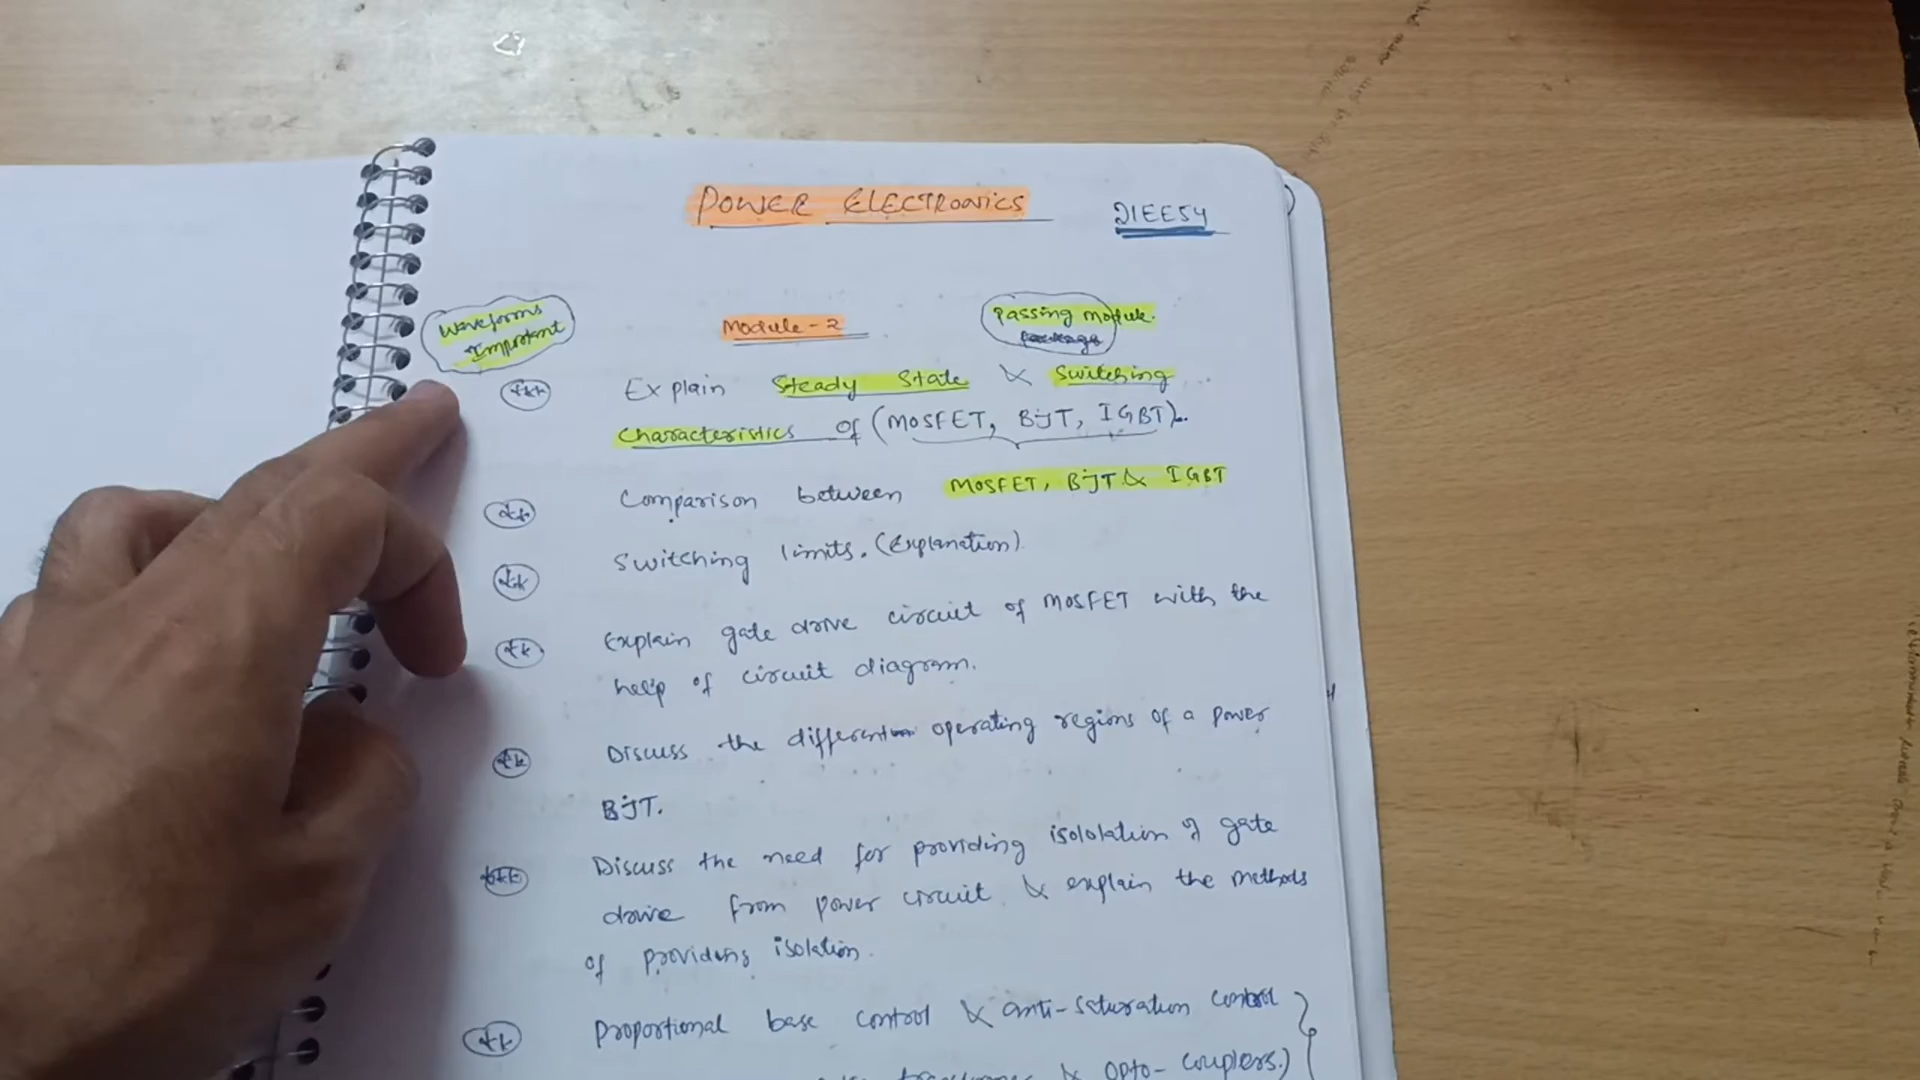 POWER ELECTRONICS
21EE54
Waveforms
Important
Module-2
Passing module.
Explain Steady State & Switching
Characteristics of (MOSFET, BJT, IGBT).
Comparison between MOSFET, BJT & IGBT
Switching limits. (Explanation)
Explain gate drive circuit of MOSFET with the
help of circuit diagram.
Discuss the different operating regions of a power
BJT.
Discuss the need for providing isololation of gate
drive from power circuit & explain the methods
of providing isolation.
Proportional base control & anti-saturation control
& opto-couplers.)